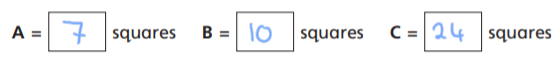 A = 7 squares B = 10 squares C = 24 squares